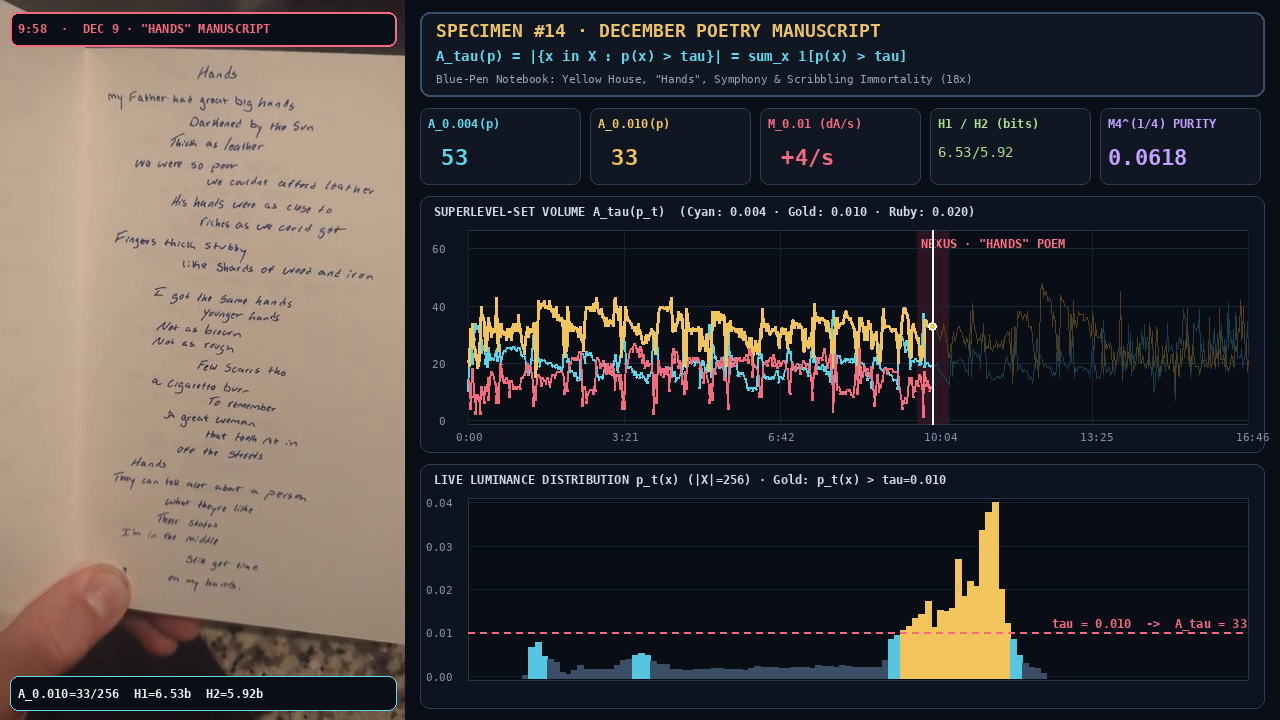 9:58 · DEC 9 · "HANDS" MANUSCRIPT
Hands
my Father had great big hands
Darkened by the Sun
Thick as leather
we were so poor
we couldnt afford leather
His hands were as close to
riches as we could get
Fingers thick stubby
like shards of wood and iron
I got the same hands
younger hands
Not as brown
Not as rough
Few Scarrs tho
a Cigarette burn
To remember
A great woman
that took me in
off the streets
Hands
They can tell alot about a person
what theyre like
Their status
I'm in the middle
Still got time
on my hands.
A_0.010=33/256 H1=6.53b H2=5.92b
SPECIMEN #14 · DECEMBER POETRY MANUSCRIPT
A_tau(p) = |{x in X : p(x) > tau}| = sum_x 1[p(x) > tau]
Blue-Pen Notebook: Yellow House, "Hands", Symphony & Scribbling Immortality (18x)
A_0.004(p)
53
A_0.010(p)
33
M_0.01 (dA/s)
+4/s
H1 / H2 (bits)
6.53/5.92
M4^(1/4) PURITY
0.0618
SUPERLEVEL-SET VOLUME A_tau(p_t) (Cyan: 0.004 · Gold: 0.010 · Ruby: 0.020)
NEXUS · "HANDS" POEM
60
40
20
0
0:00 3:21 6:42 10:04 13:25 16:46
LIVE LUMINANCE DISTRIBUTION p_t(x) (|X|=256) · Gold: p_t(x) > tau=0.010
0.04
0.03
0.02
0.01
0.00
tau = 0.010 -> A_tau = 33